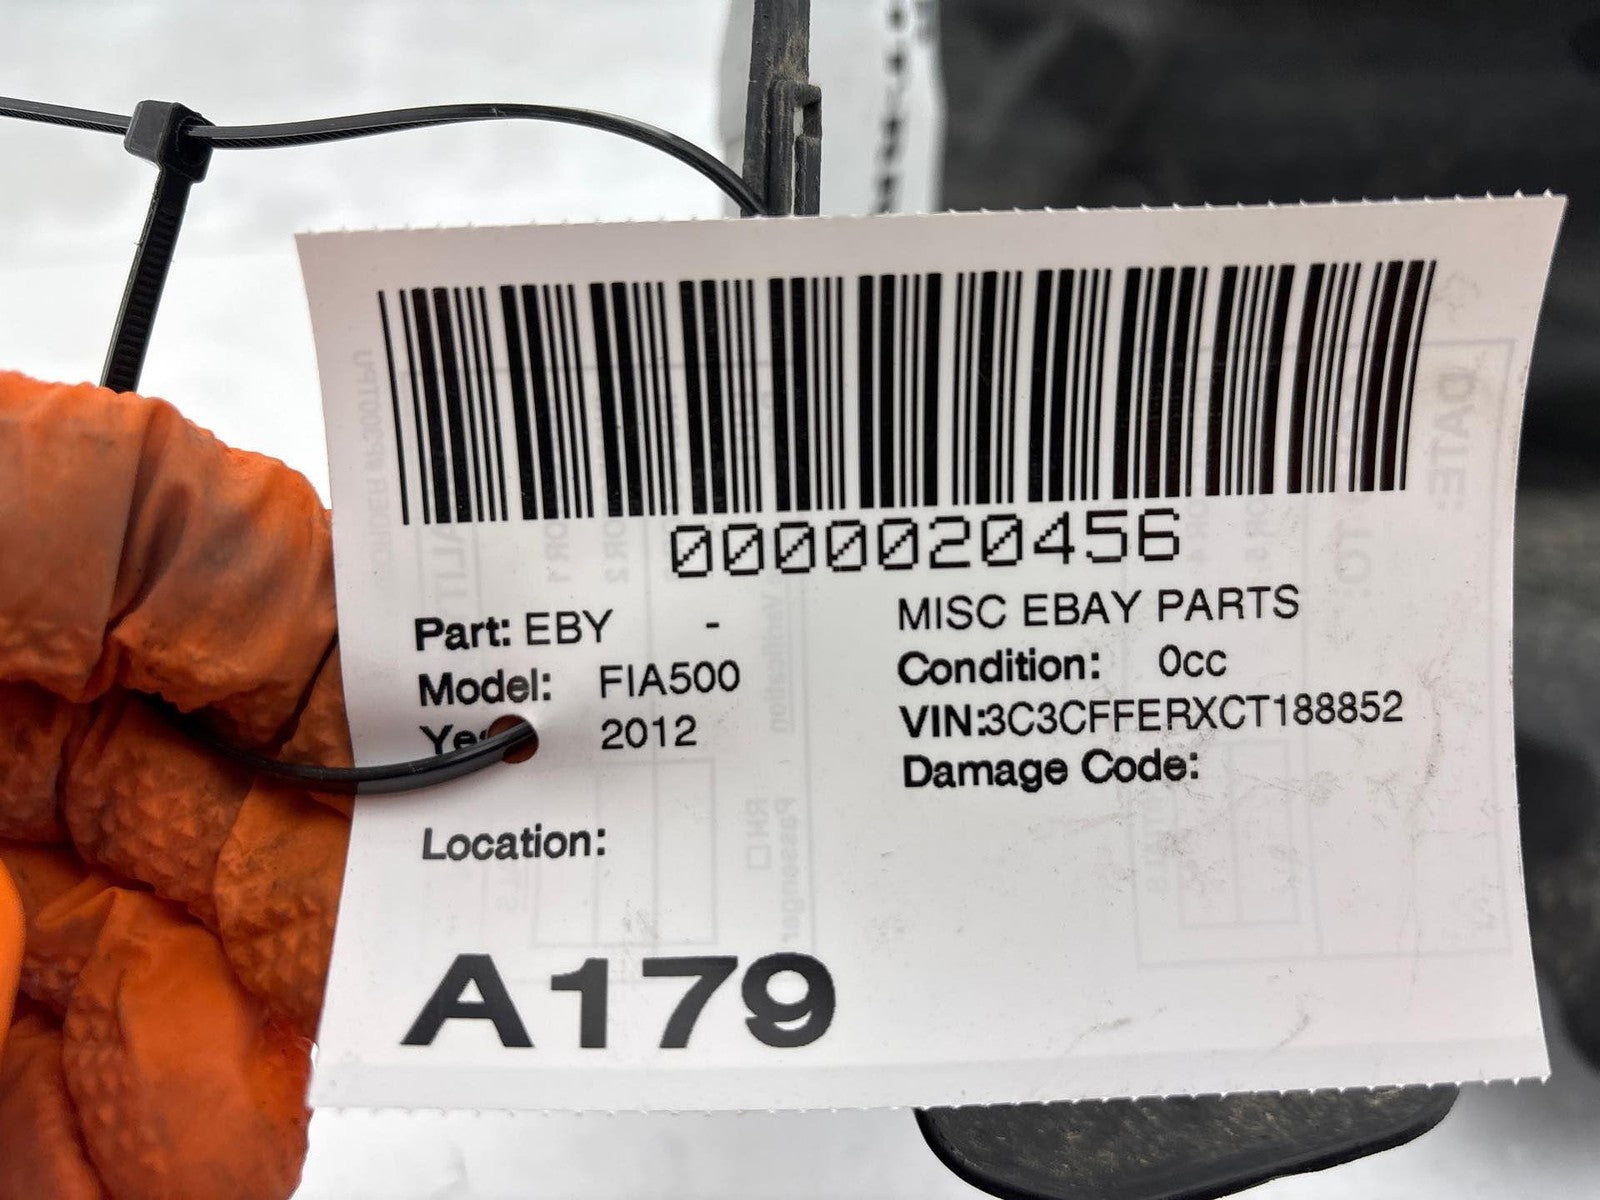 0000020456
Part: EBY - MISC EBAY PARTS
Model: FIA500 Condition: 0cc
2012 VIN:3C3CFFERXCT188852
Damage Code:
Location:
A179